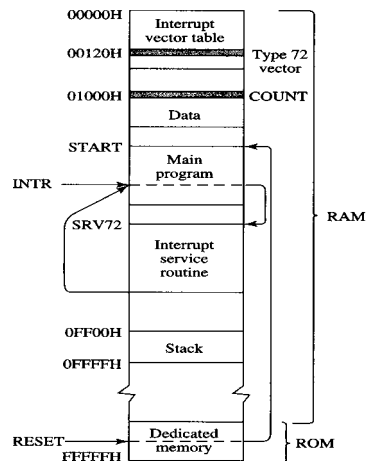 00000H
Interrupt
vector table
00120H
Type 72
vector
01000H
COUNT
Data
START
Main
program
INTR
SRV72
RAM
Interrupt
service
routine
0FF00H
Stack
0FFFFH
RESET
Dedicated
memory
ROM
FFFFFH